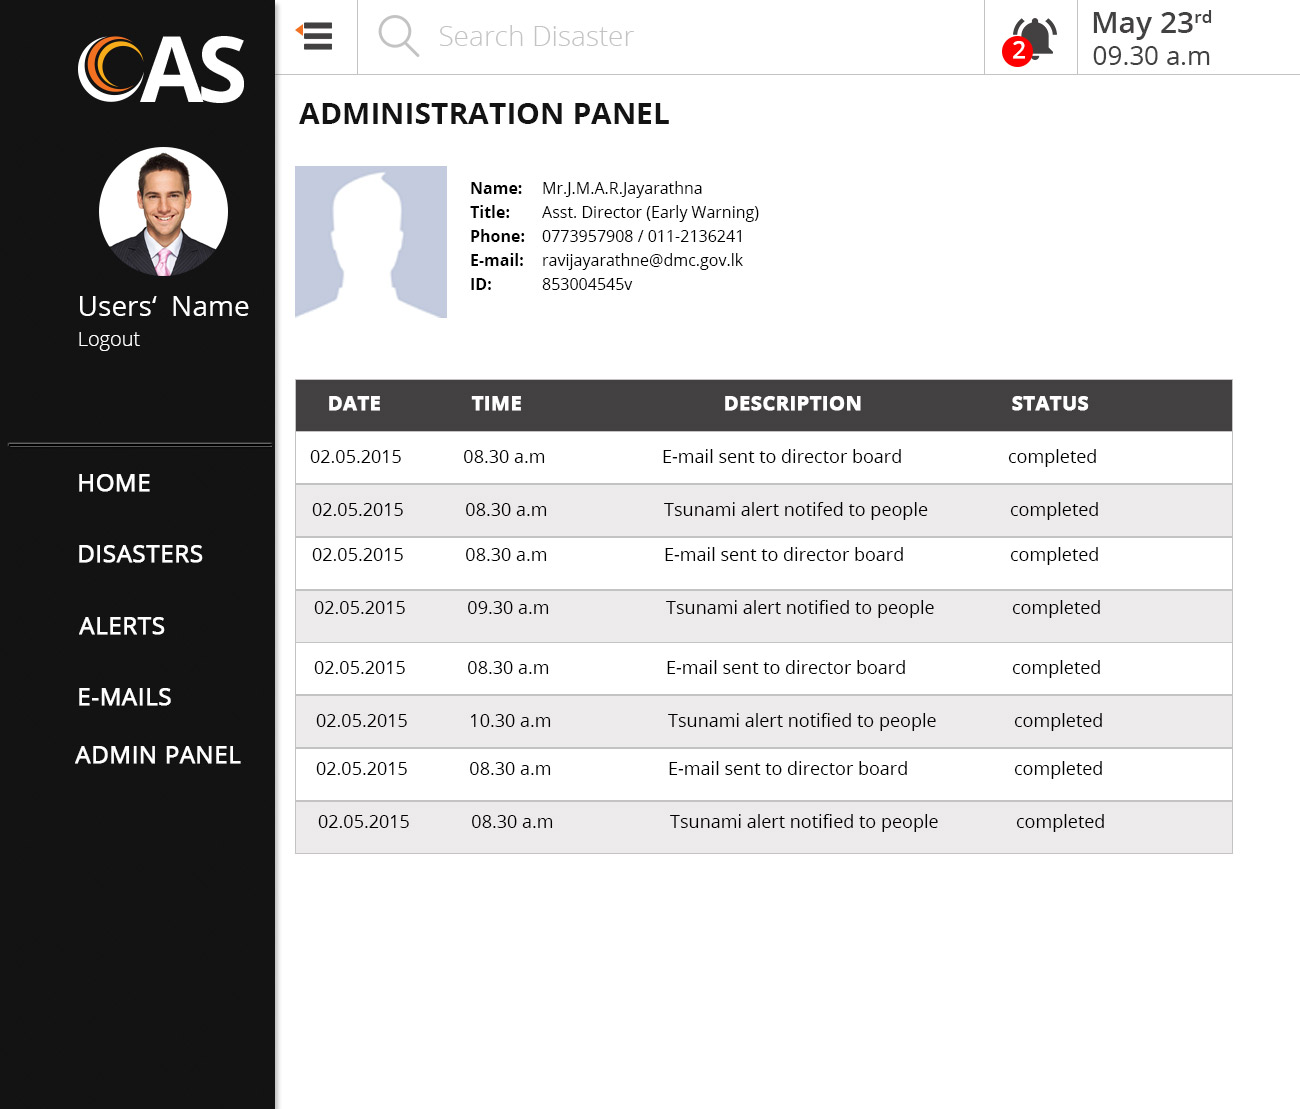 CAS
Users‘ Name
Logout
HOME
DISASTERS
ALERTS
E-MAILS
ADMIN PANEL
Search Disaster
2
May 23rd
09.30 a.m
ADMINISTRATION PANEL
Name: Mr.J.M.A.R.Jayarathna
Title: Asst. Director (Early Warning)
Phone: 0773957908 / 011-2136241
E-mail: ravijayarathne@dmc.gov.lk
ID: 853004545v
DATE TIME DESCRIPTION STATUS
02.05.2015 08.30 a.m E-mail sent to director board completed
02.05.2015 08.30 a.m Tsunami alert notifed to people completed
02.05.2015 08.30 a.m E-mail sent to director board completed
02.05.2015 09.30 a.m Tsunami alert notified to people completed
02.05.2015 08.30 a.m E-mail sent to director board completed
02.05.2015 10.30 a.m Tsunami alert notified to people completed
02.05.2015 08.30 a.m E-mail sent to director board completed
02.05.2015 08.30 a.m Tsunami alert notified to people completed